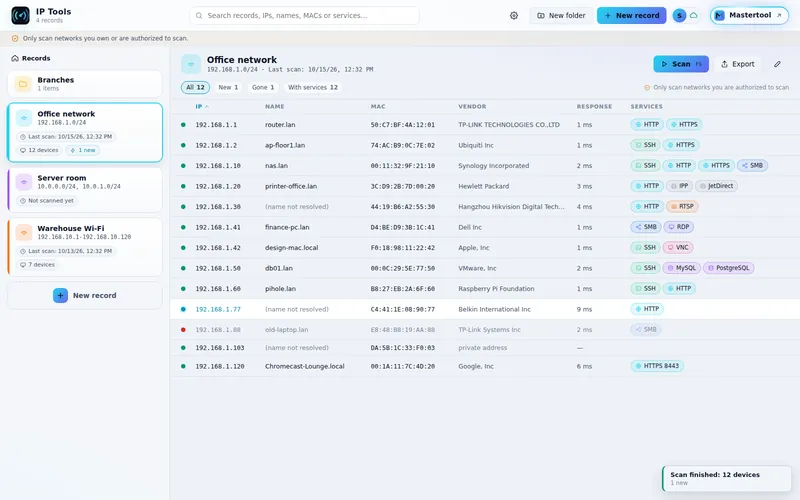 IP Tools
4 records
Search records, IPs, names, MACs or services...
New folder
New record
S
Mastertool ↗
Only scan networks you own or are authorized to scan.
Records
Branches
1 items
Office network
192.168.1.0/24
Last scan: 10/15/26, 12:32 PM
12 devices
1 new
Server room
10.0.0.0/24, 10.0.1.0/24
Not scanned yet
Warehouse Wi-Fi
192.168.10.1-192.168.10.120
Last scan: 10/13/26, 12:32 PM
7 devices
New record
Office network
192.168.1.0/24 · Last scan: 10/15/26, 12:32 PM
Scan F5
Export
All 12 New 1 Gone 1 With services 12
Only scan networks you are authorized to scan
IP NAME MAC VENDOR RESPONSE SERVICES
192.168.1.1 router.lan 50:C7:BF:4A:12:01 TP-LINK TECHNOLOGIES CO.,LTD 1 ms HTTP HTTPS
192.168.1.2 ap-floor1.lan 74:AC:B9:0C:7E:02 Ubiquiti Inc 1 ms SSH HTTPS
192.168.1.10 nas.lan 00:11:32:9F:21:10 Synology Incorporated 2 ms SSH HTTP HTTPS SMB
192.168.1.20 printer-office.lan 3C:D9:2B:7D:00:20 Hewlett Packard 3 ms HTTP IPP JetDirect
192.168.1.30 (name not resolved) 44:19:B6:A2:55:30 Hangzhou Hikvision Digital Tech... 4 ms HTTP RTSP
192.168.1.41 finance-pc.lan D4:BE:D9:3B:1C:41 Dell Inc 1 ms SMB RDP
192.168.1.42 design-mac.local F0:18:98:11:22:42 Apple, Inc 1 ms SSH VNC
192.168.1.50 db01.lan 00:0C:29:5E:77:50 VMware, Inc 2 ms SSH MySQL PostgreSQL
192.168.1.60 pihole.lan B8:27:EB:2A:6F:60 Raspberry Pi Foundation 1 ms SSH HTTP
192.168.1.77 (name not resolved) C4:41:1E:08:90:77 Belkin International Inc 9 ms HTTP
192.168.1.88 old-laptop.lan E8:48:B8:19:AA:88 TP-Link Systems Inc 2 ms SMB
192.168.1.103 (name not resolved) DA:5B:1C:33:F0:03 private address —
192.168.1.120 Chromecast-Lounge.local 00:1A:11:7C:4D:20 Google, Inc 6 ms HTTPS 8443
Scan finished: 12 devices
1 new